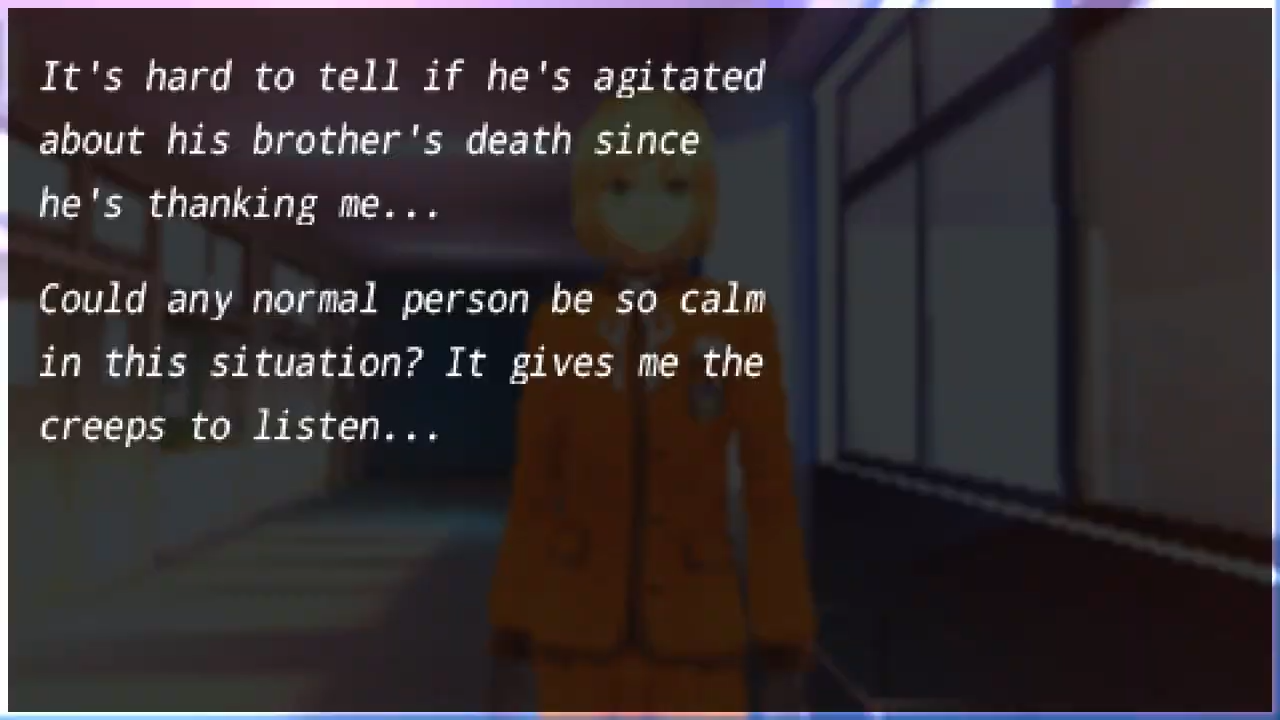 It's hard to tell if he's agitated
about his brother's death since
he's thanking me...
Could any normal person be so calm
in this situation? It gives me the
creeps to listen...